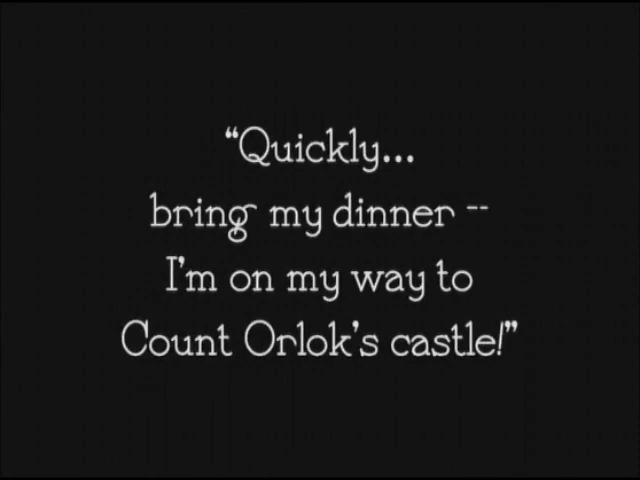 “Quickly...
bring my dinner --
I'm on my way to
Count Orlok's castle!”